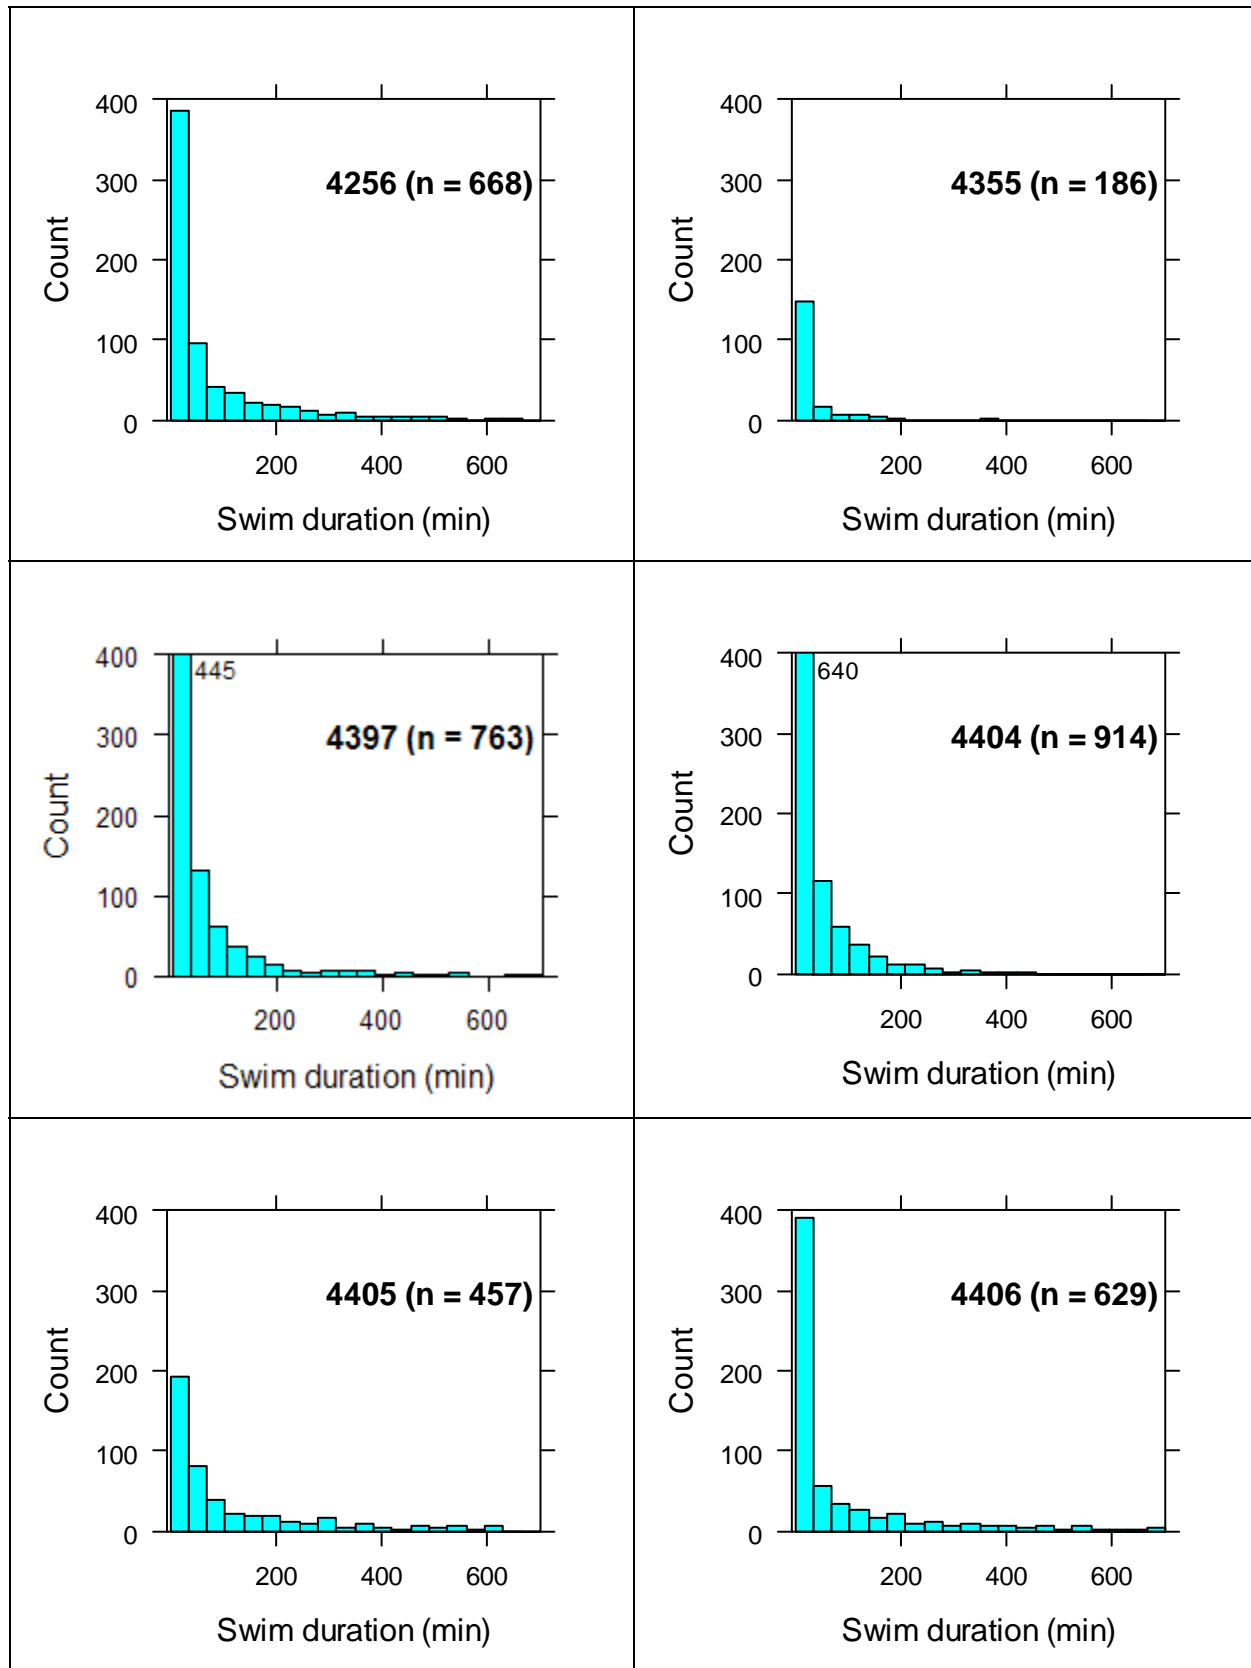 400
300
200
100
0
Count
4256 (n = 668)
200 400 600
Swim duration (min)
400
300
200
100
0
Count
4355 (n = 186)
200 400 600
Swim duration (min)
400
300
200
100
0
Count
445
4397 (n = 763)
200 400 600
Swim duration (min)
400
300
200
100
0
Count
640
4404 (n = 914)
200 400 600
Swim duration (min)
400
300
200
100
0
Count
4405 (n = 457)
200 400 600
Swim duration (min)
400
300
200
100
0
Count
4406 (n = 629)
200 400 600
Swim duration (min)